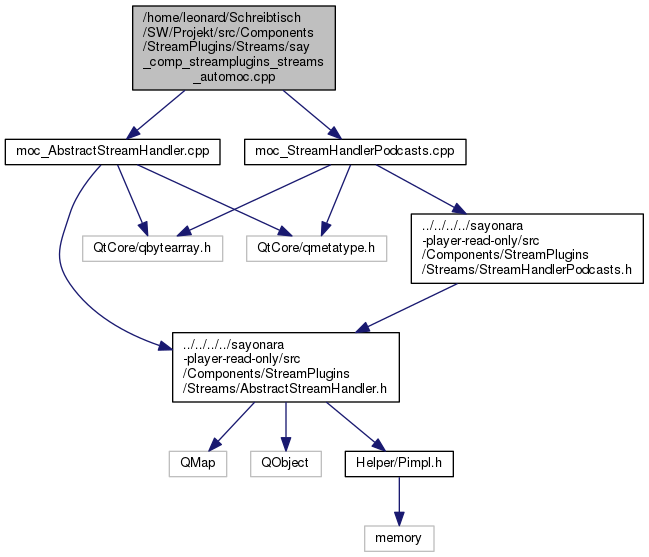 /home/leonard/Schreibtisch
/SW/Projekt/src/Components
/StreamPlugins/Streams/say
_comp_streamplugins_streams
_automoc.cpp
moc_AbstractStreamHandler.cpp
moc_StreamHandlerPodcasts.cpp
QtCore/qbytearray.h
QtCore/qmetatype.h
../../../../sayonara
-player-read-only/src
/Components/StreamPlugins
/Streams/StreamHandlerPodcasts.h
../../../../sayonara
-player-read-only/src
/Components/StreamPlugins
/Streams/AbstractStreamHandler.h
QMap
QObject
Helper/Pimpl.h
memory